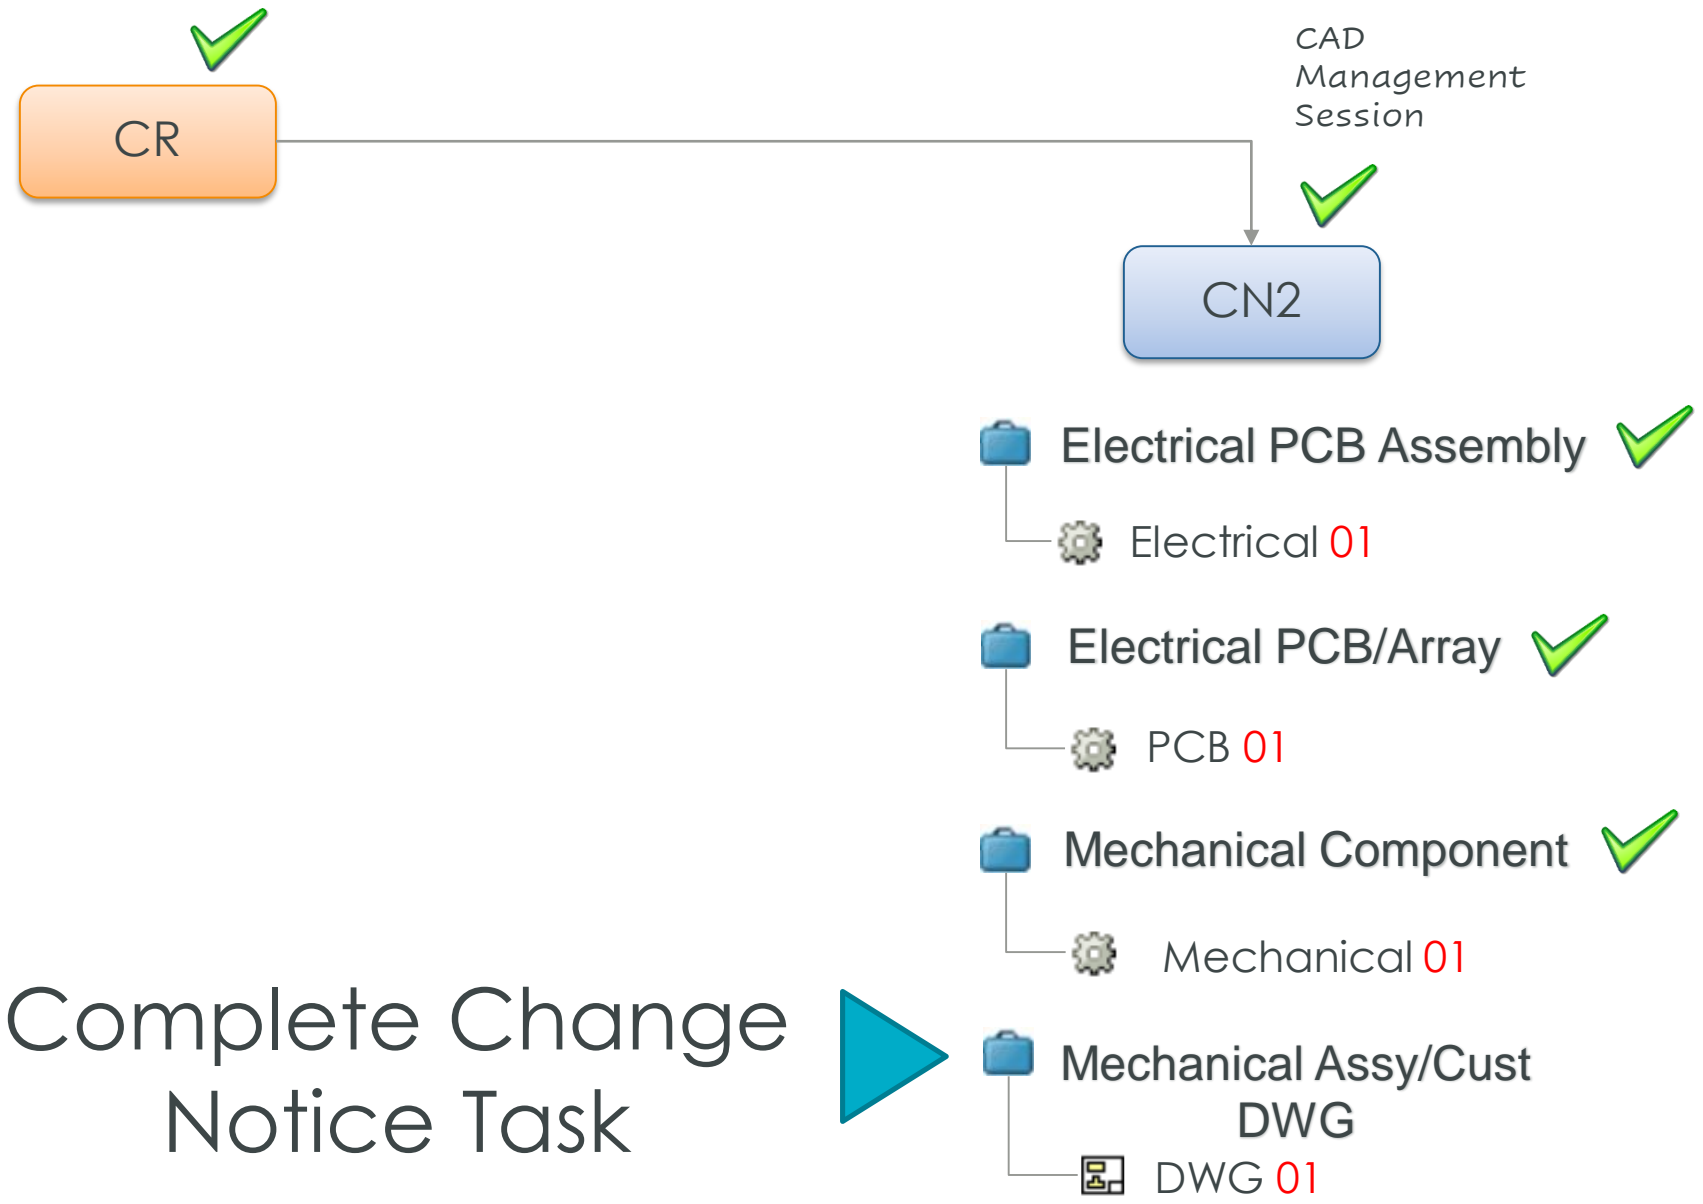 CAD
Management
Session
CR
CN2
Electrical PCB Assembly
Electrical 01
Electrical PCB/Array
PCB 01
Mechanical Component
Mechanical 01
Complete Change
Notice Task
Mechanical Assy/Cust
DWG
DWG 01